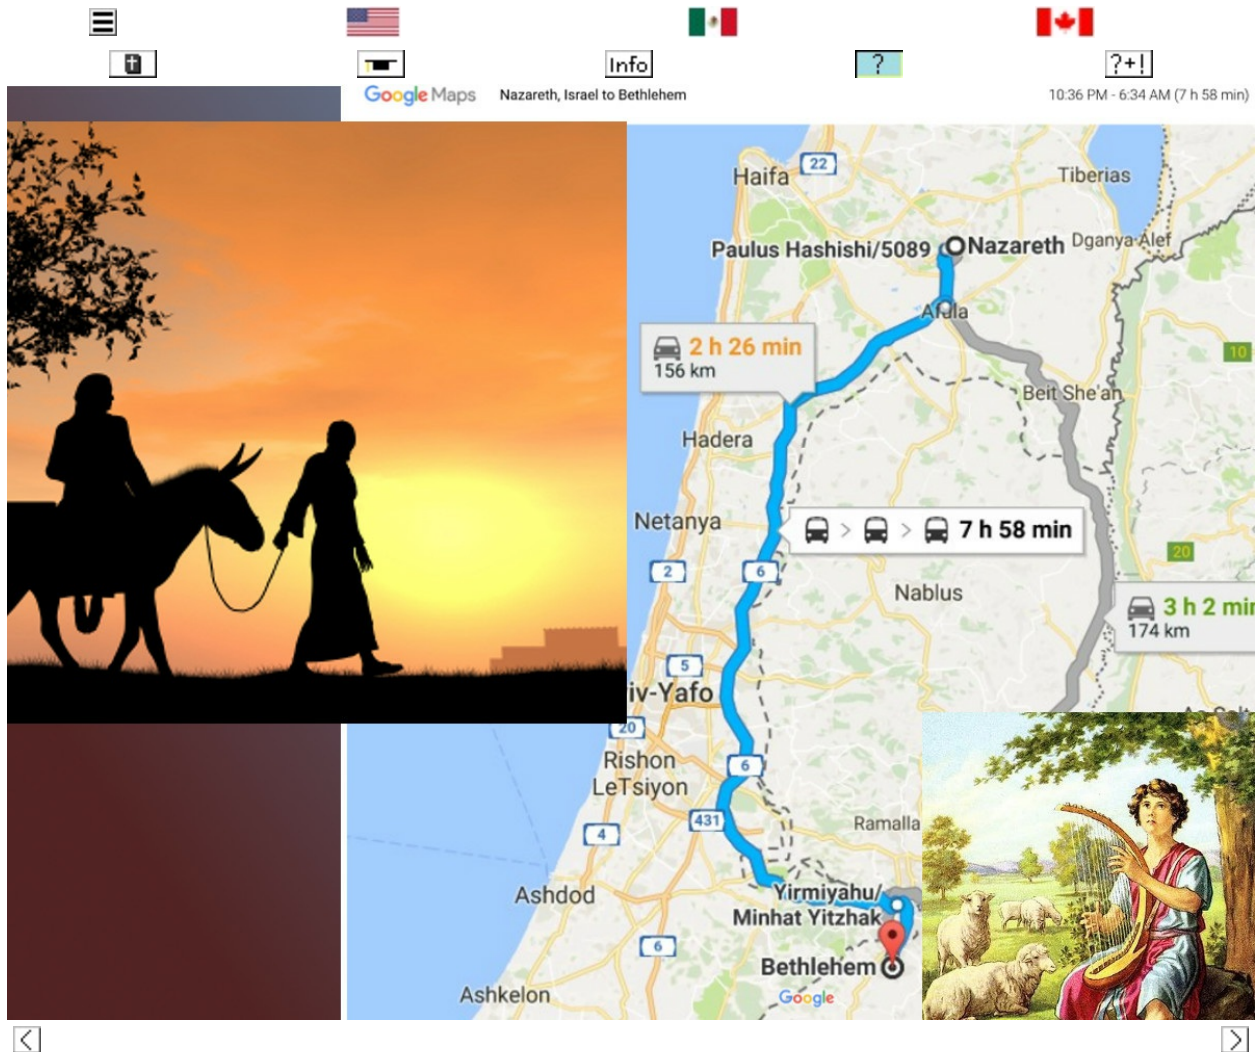 Info
?
?+!
Google Maps
Nazareth, Israel to Bethlehem
10:36 PM - 6:34 AM (7 h 58 min)
22
Haifa
Tiberias
Paulus Hashishi/5089
Nazareth
Dganya Alef
Afula
2 h 26 min
156 km
10
Beit She'an
Hadera
Netanya
> > 7 h 58 min
20
2
6
Nablus
3 h 2 min
174 km
5
iv-Yafo
20
Rishon
LeTsiyon
6
431
4
Ramalla
Ashdod
Yirmiyahu/
Minhat Yitzhak
6
Bethlehem
Ashkelon
Google
<
>